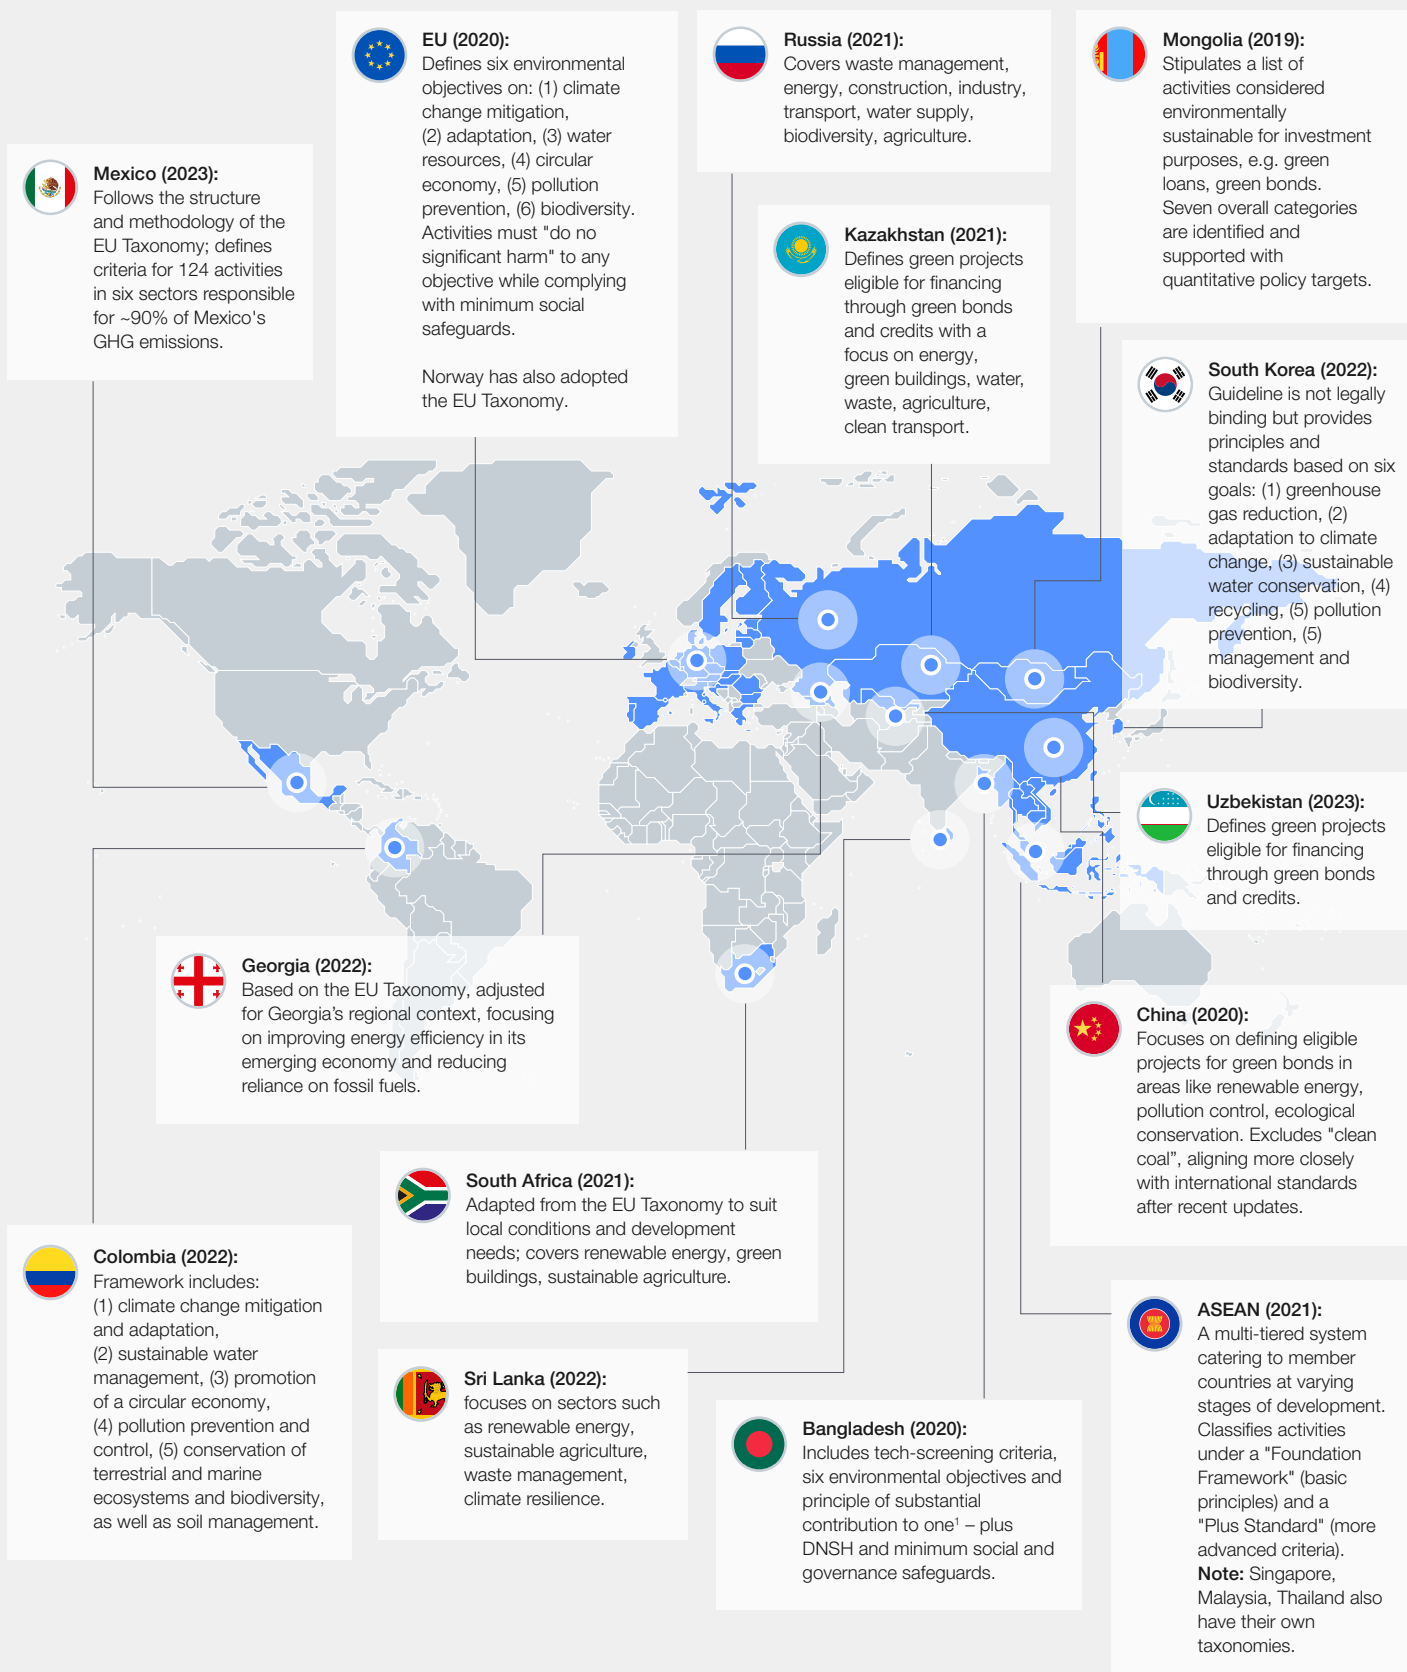 EU (2020):
Defines six environmental
objectives on: (1) climate
change mitigation,
(2) adaptation, (3) water
resources, (4) circular
economy, (5) pollution
prevention, (6) biodiversity.
Activities must "do no
significant harm" to any
objective while complying
with minimum social
safeguards.
Norway has also adopted
the EU Taxonomy.
Russia (2021):
Covers waste management,
energy, construction, industry,
transport, water supply,
biodiversity, agriculture.
Mongolia (2019):
Stipulates a list of
activities considered
environmentally
sustainable for investment
purposes, e.g. green
loans, green bonds.
Seven overall categories
are identified and
supported with
quantitative policy targets.
Mexico (2023):
Follows the structure
and methodology of the
EU Taxonomy; defines
criteria for 124 activities
in six sectors responsible
for ~90% of Mexico's
GHG emissions.
Kazakhstan (2021):
Defines green projects
eligible for financing
through green bonds
and credits with a
focus on energy,
green buildings, water,
waste, agriculture,
clean transport.
South Korea (2022):
Guideline is not legally
binding but provides
principles and
standards based on six
goals: (1) greenhouse
gas reduction, (2)
adaptation to climate
change, (3) sustainable
water conservation, (4)
recycling, (5) pollution
prevention, (5)
management and
biodiversity.
Uzbekistan (2023):
Defines green projects
eligible for financing
through green bonds
and credits.
Georgia (2022):
Based on the EU Taxonomy, adjusted
for Georgia’s regional context, focusing
on improving energy efficiency in its
emerging economy and reducing
reliance on fossil fuels.
China (2020):
Focuses on defining eligible
projects for green bonds in
areas like renewable energy,
pollution control, ecological
conservation. Excludes "clean
coal”, aligning more closely
with international standards
after recent updates.
South Africa (2021):
Adapted from the EU Taxonomy to suit
local conditions and development
needs; covers renewable energy, green
buildings, sustainable agriculture.
Colombia (2022):
Framework includes:
(1) climate change mitigation
and adaptation,
(2) sustainable water
management, (3) promotion
of a circular economy,
(4) pollution prevention and
control, (5) conservation of
terrestrial and marine
ecosystems and biodiversity,
as well as soil management.
Sri Lanka (2022):
focuses on sectors such
as renewable energy,
sustainable agriculture,
waste management,
climate resilience.
Bangladesh (2020):
Includes tech-screening criteria,
six environmental objectives and
principle of substantial
contribution to one¹ – plus
DNSH and minimum social and
governance safeguards.
ASEAN (2021):
A multi-tiered system
catering to member
countries at varying
stages of development.
Classifies activities
under a "Foundation
Framework" (basic
principles) and a
"Plus Standard" (more
advanced criteria).
Note: Singapore,
Malaysia, Thailand also
have their own
taxonomies.